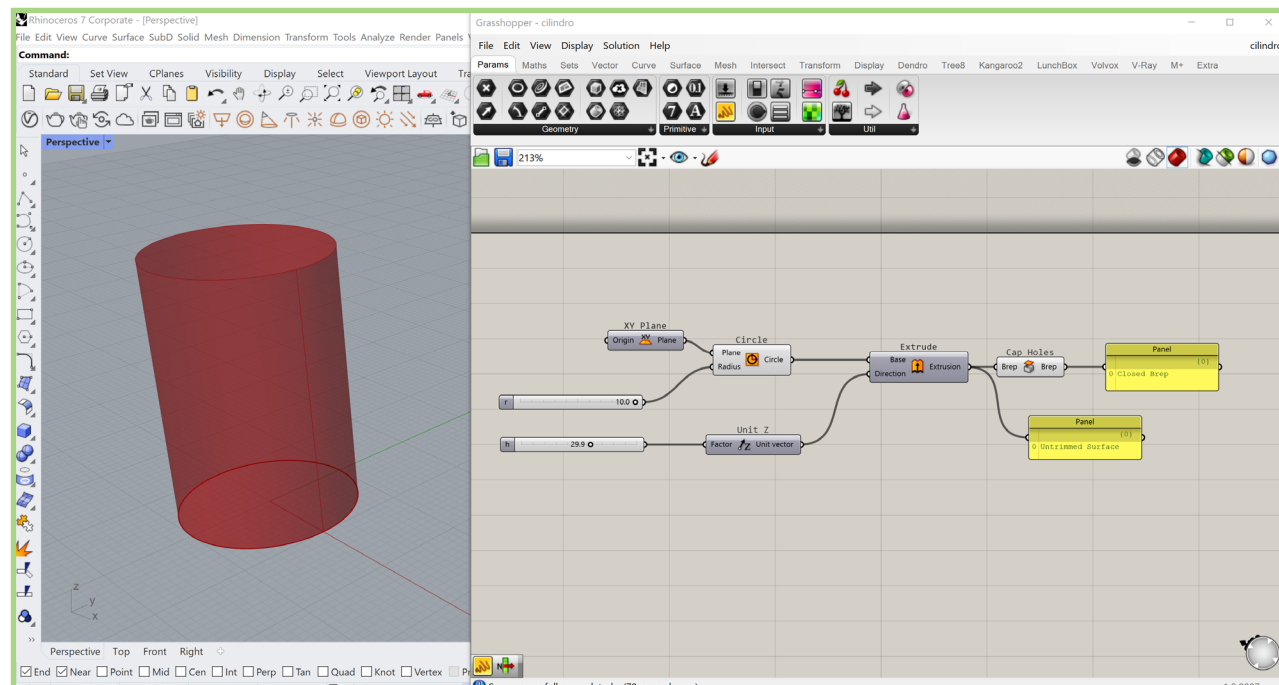 Rhinoceros 7 Corporate - [Perspective]
File Edit View Curve Surface SubD Solid Mesh Dimension Transform Tools Analyze Render Panels
Command:
Standard Set View CPlanes Visibility Display Select Viewport Layout
Perspective
z
y
x
Perspective Top Front Right
End Near Point Mid Cen Int Perp Tan Quad Knot Vertex
Grasshopper - cilindro
File Edit View Display Solution Help
cilindro
Params Maths Sets Vector Curve Surface Mesh Intersect Transform Display Dendro Tree8 Kangaroo2 LunchBox Volvox V-Ray M+ Extra
Geometry Primitive Input Util
213%
XY Plane
Origin XY Plane
Circle
Plane
Radius
Circle
r 10.0
h 29.9
Unit Z
Factor Z Unit vector
Extrude
Base
Direction
Extrusion
Cap Holes
Brep Brep
Panel
{0}
0 Closed Brep
Panel
{0}
0 Untrimmed Surface